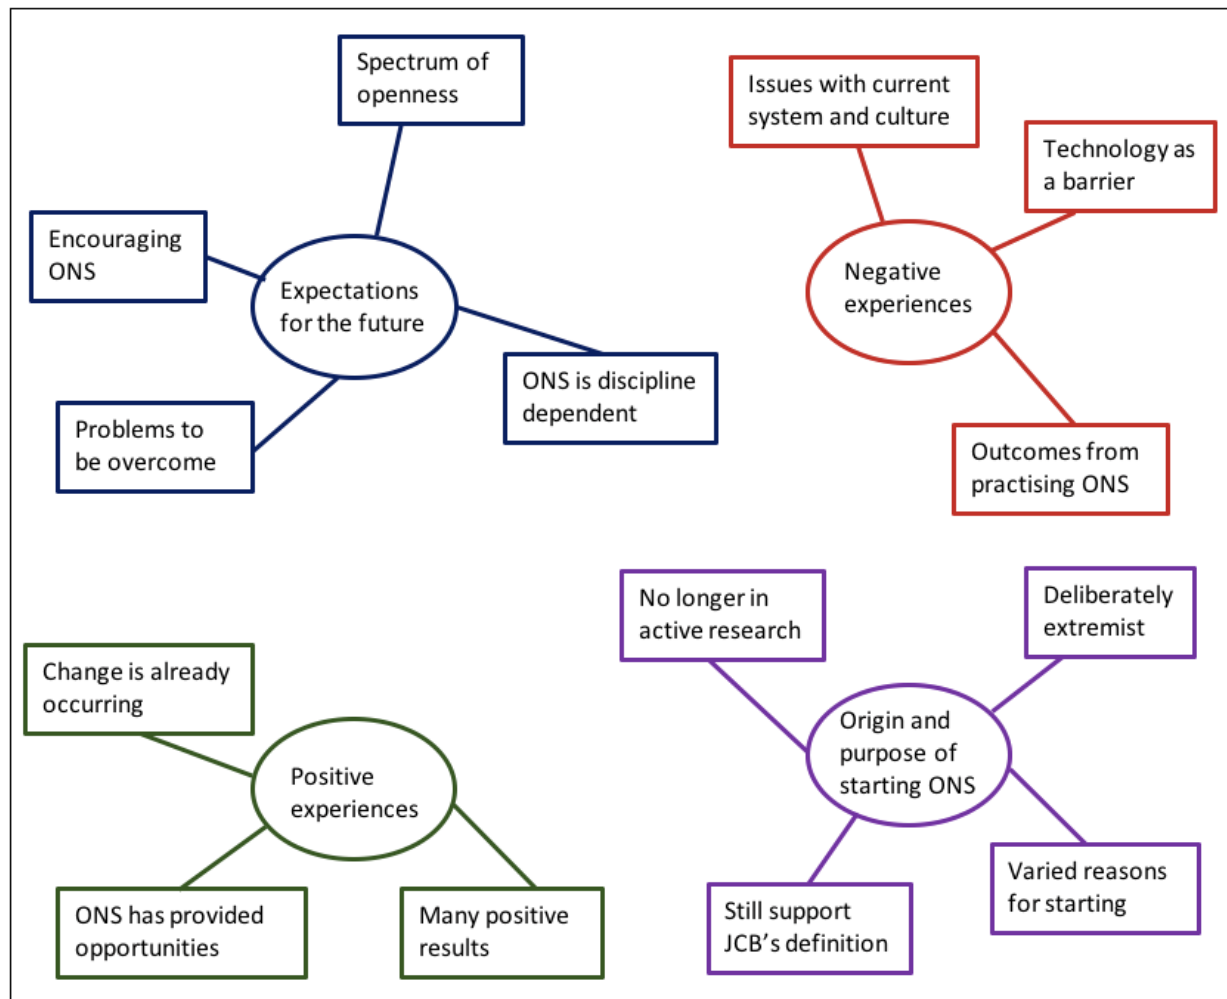 Spectrum of
openness
Encouraging
ONS
Expectations
for the future
ONS is discipline
dependent
Problems to
be overcome
Issues with current
system and culture
Technology as
a barrier
Negative
experiences
Outcomes from
practising ONS
Change is already
occurring
Positive
experiences
ONS has provided
opportunities
Many positive
results
No longer in
active research
Deliberately
extremist
Origin and
purpose of
starting ONS
Varied reasons
for starting
Still support
JCB's definition